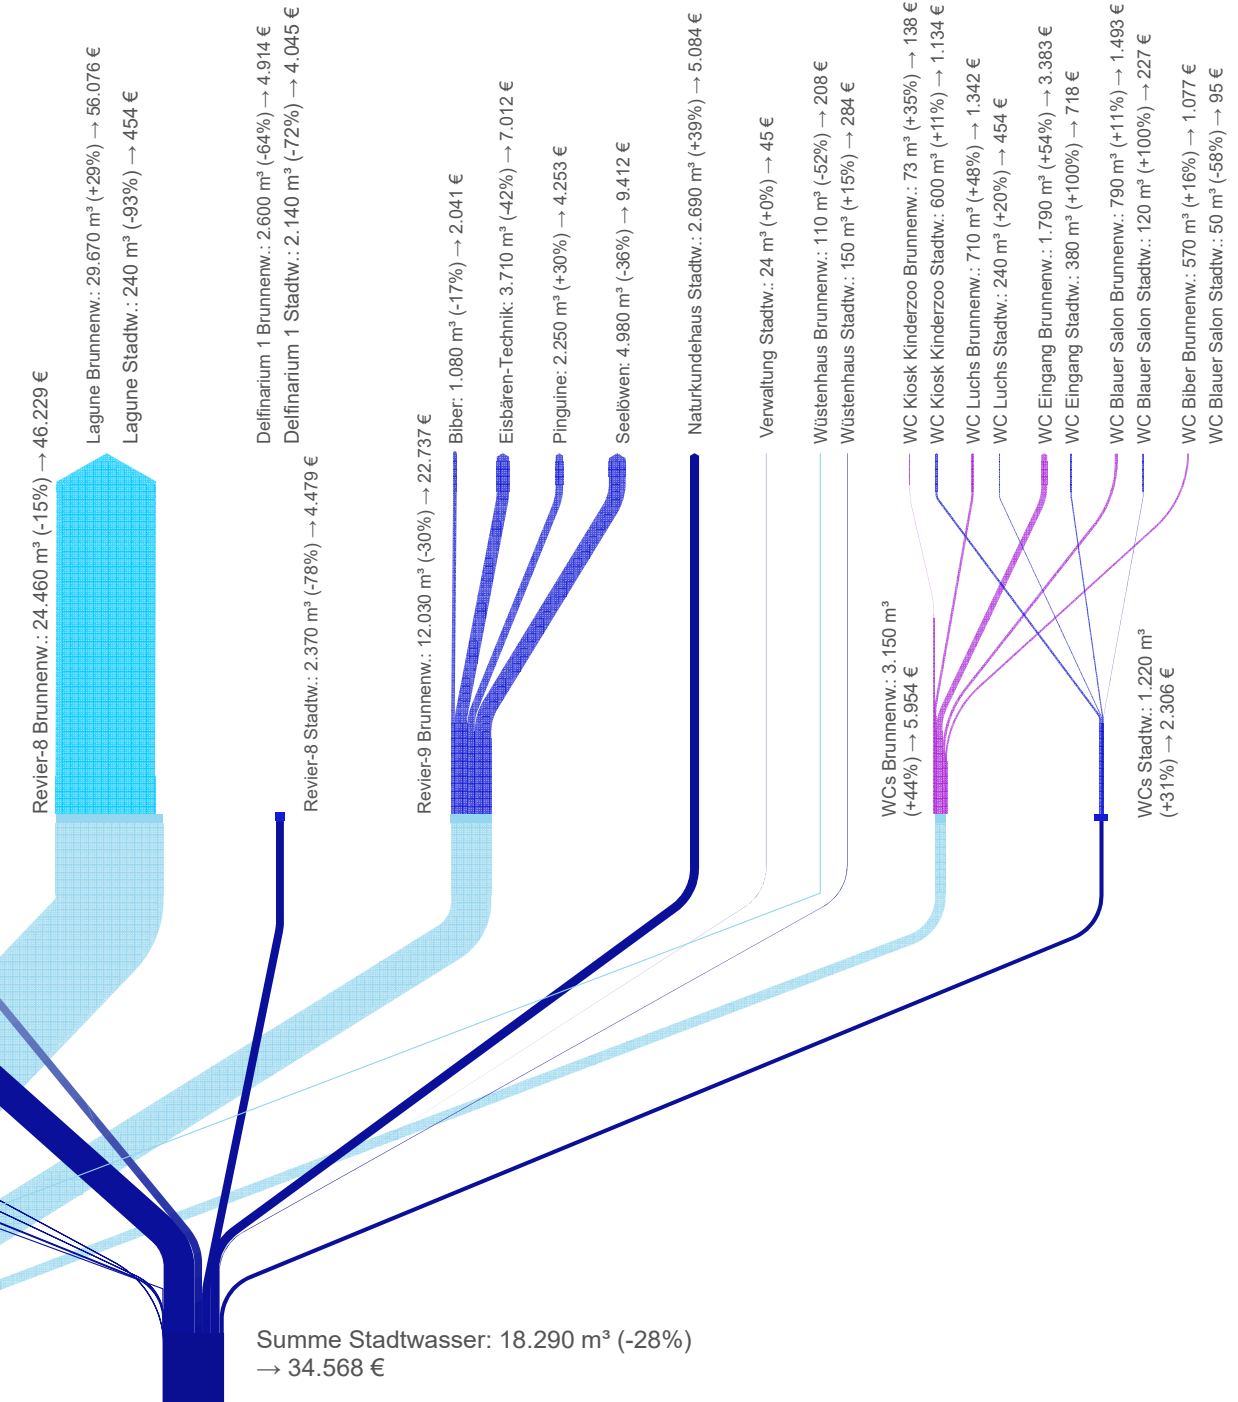 Revier-8 Brunnenw.: 24.460 m³ (-15%) → 46.229 €
Lagune Brunnenw.: 29.670 m³ (+29%) → 56.076 €
Lagune Stadtw.: 240 m³ (-93%) → 454 €
Delfinarium 1 Brunnenw.: 2.600 m³ (-64%) → 4.914 €
Delfinarium 1 Stadtw.: 2.140 m³ (-72%) → 4.045 €
Revier-8 Stadtw.: 2.370 m³ (-78%) → 4.479 €
Revier-9 Brunnenw.: 12.030 m³ (-30%) → 22.737 €
Biber: 1.080 m³ (-17%) → 2.041 €
Eisbären-Technik: 3.710 m³ (-42%) → 7.012 €
Pinguine: 2.250 m³ (+30%) → 4.253 €
Seelöwen: 4.980 m³ (-36%) → 9.412 €
Naturkundehaus Stadtw.: 2.690 m³ (+39%) → 5.084 €
Verwaltung Stadtw.: 24 m³ (+0%) → 45 €
Wüstenhaus Brunnenw.: 110 m³ (-52%) → 208 €
Wüstenhaus Stadtw.: 150 m³ (+15%) → 284 €
WC Kiosk Kinderzoo Brunnenw.: 73 m³ (+35%) → 138 €
WC Kiosk Kinderzoo Stadtw.: 600 m³ (+11%) → 1.134 €
WC Luchs Brunnenw.: 710 m³ (+48%) → 1.342 €
WC Luchs Stadtw.: 240 m³ (+20%) → 454 €
WC Eingang Brunnenw.: 1.790 m³ (+54%) → 3.383 €
WC Eingang Stadtw.: 380 m³ (+100%) → 718 €
WC Blauer Salon Brunnenw.: 790 m³ (+11%) → 1.493 €
WC Blauer Salon Stadtw.: 120 m³ (+100%) → 227 €
WC Biber Brunnenw.: 570 m³ (+16%) → 1.077 €
WC Blauer Salon Stadtw.: 50 m³ (-58%) → 95 €
WCs Brunnenw.: 3.150 m³
(+44%) → 5.954 €
WCs Stadtw.: 1.220 m³
(+31%) → 2.306 €
Summe Stadtwasser: 18.290 m³ (-28%)
→ 34.568 €